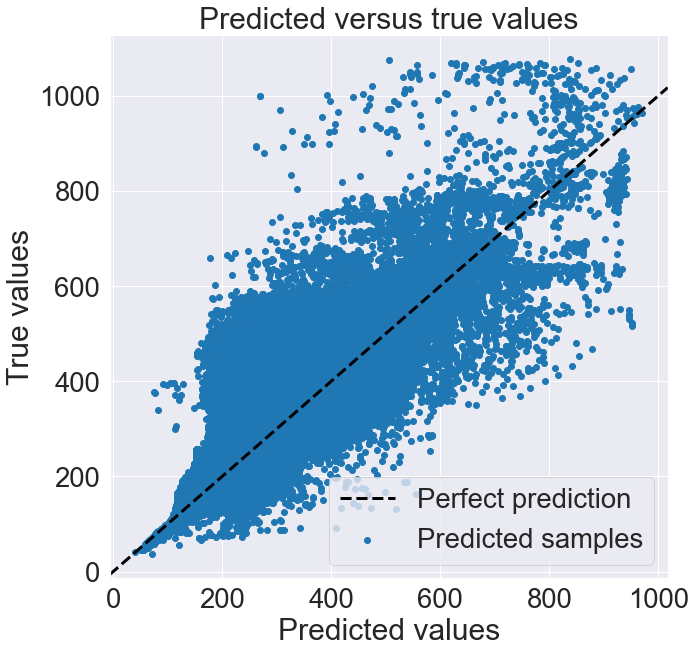 Predicted versus true values
True values
1000
800
600
400
200
0
Perfect prediction
Predicted samples
0 200 400 600 800 1000
Predicted values